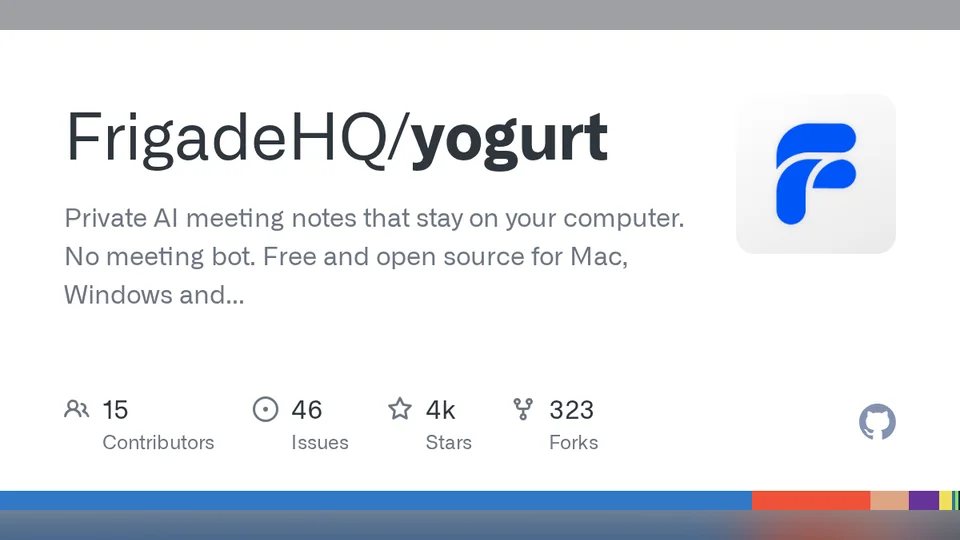 FrigadeHQ/yogurt
Private AI meeting notes that stay on your computer.
No meeting bot. Free and open source for Mac,
Windows and...
15
Contributors
46
Issues
4k
Stars
323
Forks